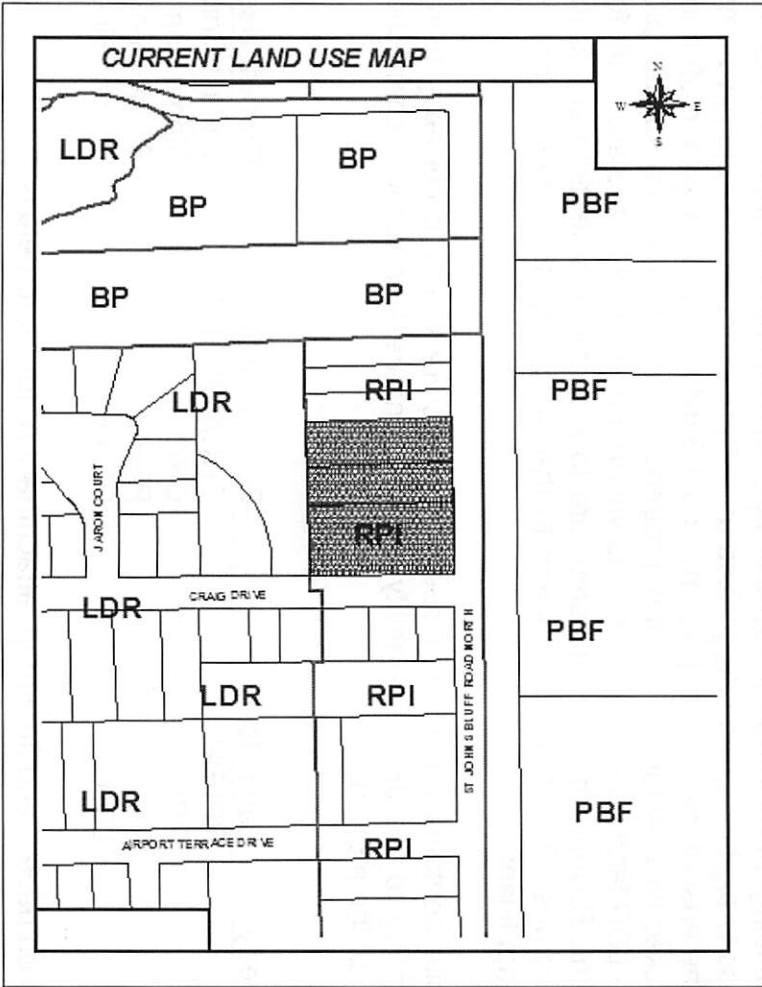 CURRENT LAND USE MAP
N
W E
S
LDR
BP
BP
PBF
BP
BP
LDR
RPI
PBF
JARON COURT
RPI
CRAIG DRIVE
LDR
ST JOHNS BLUFF ROAD NORTH
PBF
LDR
RPI
LDR
PBF
AIRPORT TERRACE DRIVE
RPI